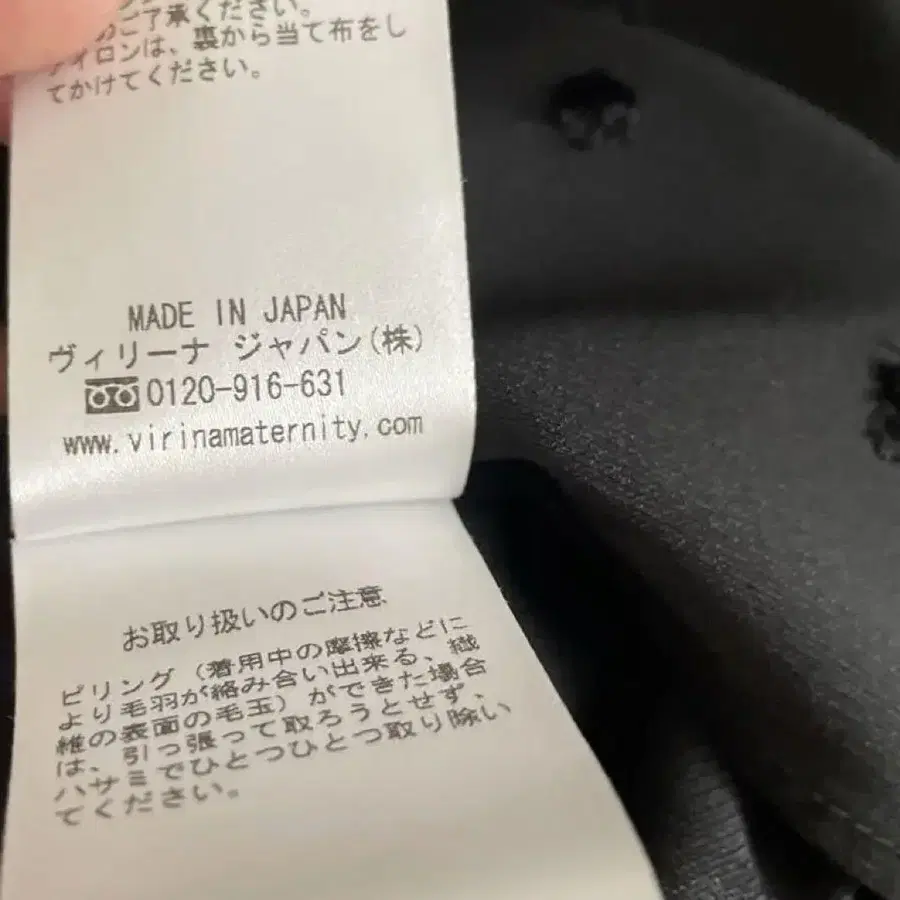 のご了承ください。
アイロンは、裏から当て布をし
てかけてください。
MADE IN JAPAN
ヴィリーナ ジャパン(株)
0120-916-631
www.virinamaternity.com
お取り扱いのご注意
ピリング(着用中の摩擦などに
より毛羽が絡み合い出来る、繊
維の表面の毛玉)ができた場合
は、引っ張って取ろうとせず、
ハサミでひとつひとつ取り除い
てください。